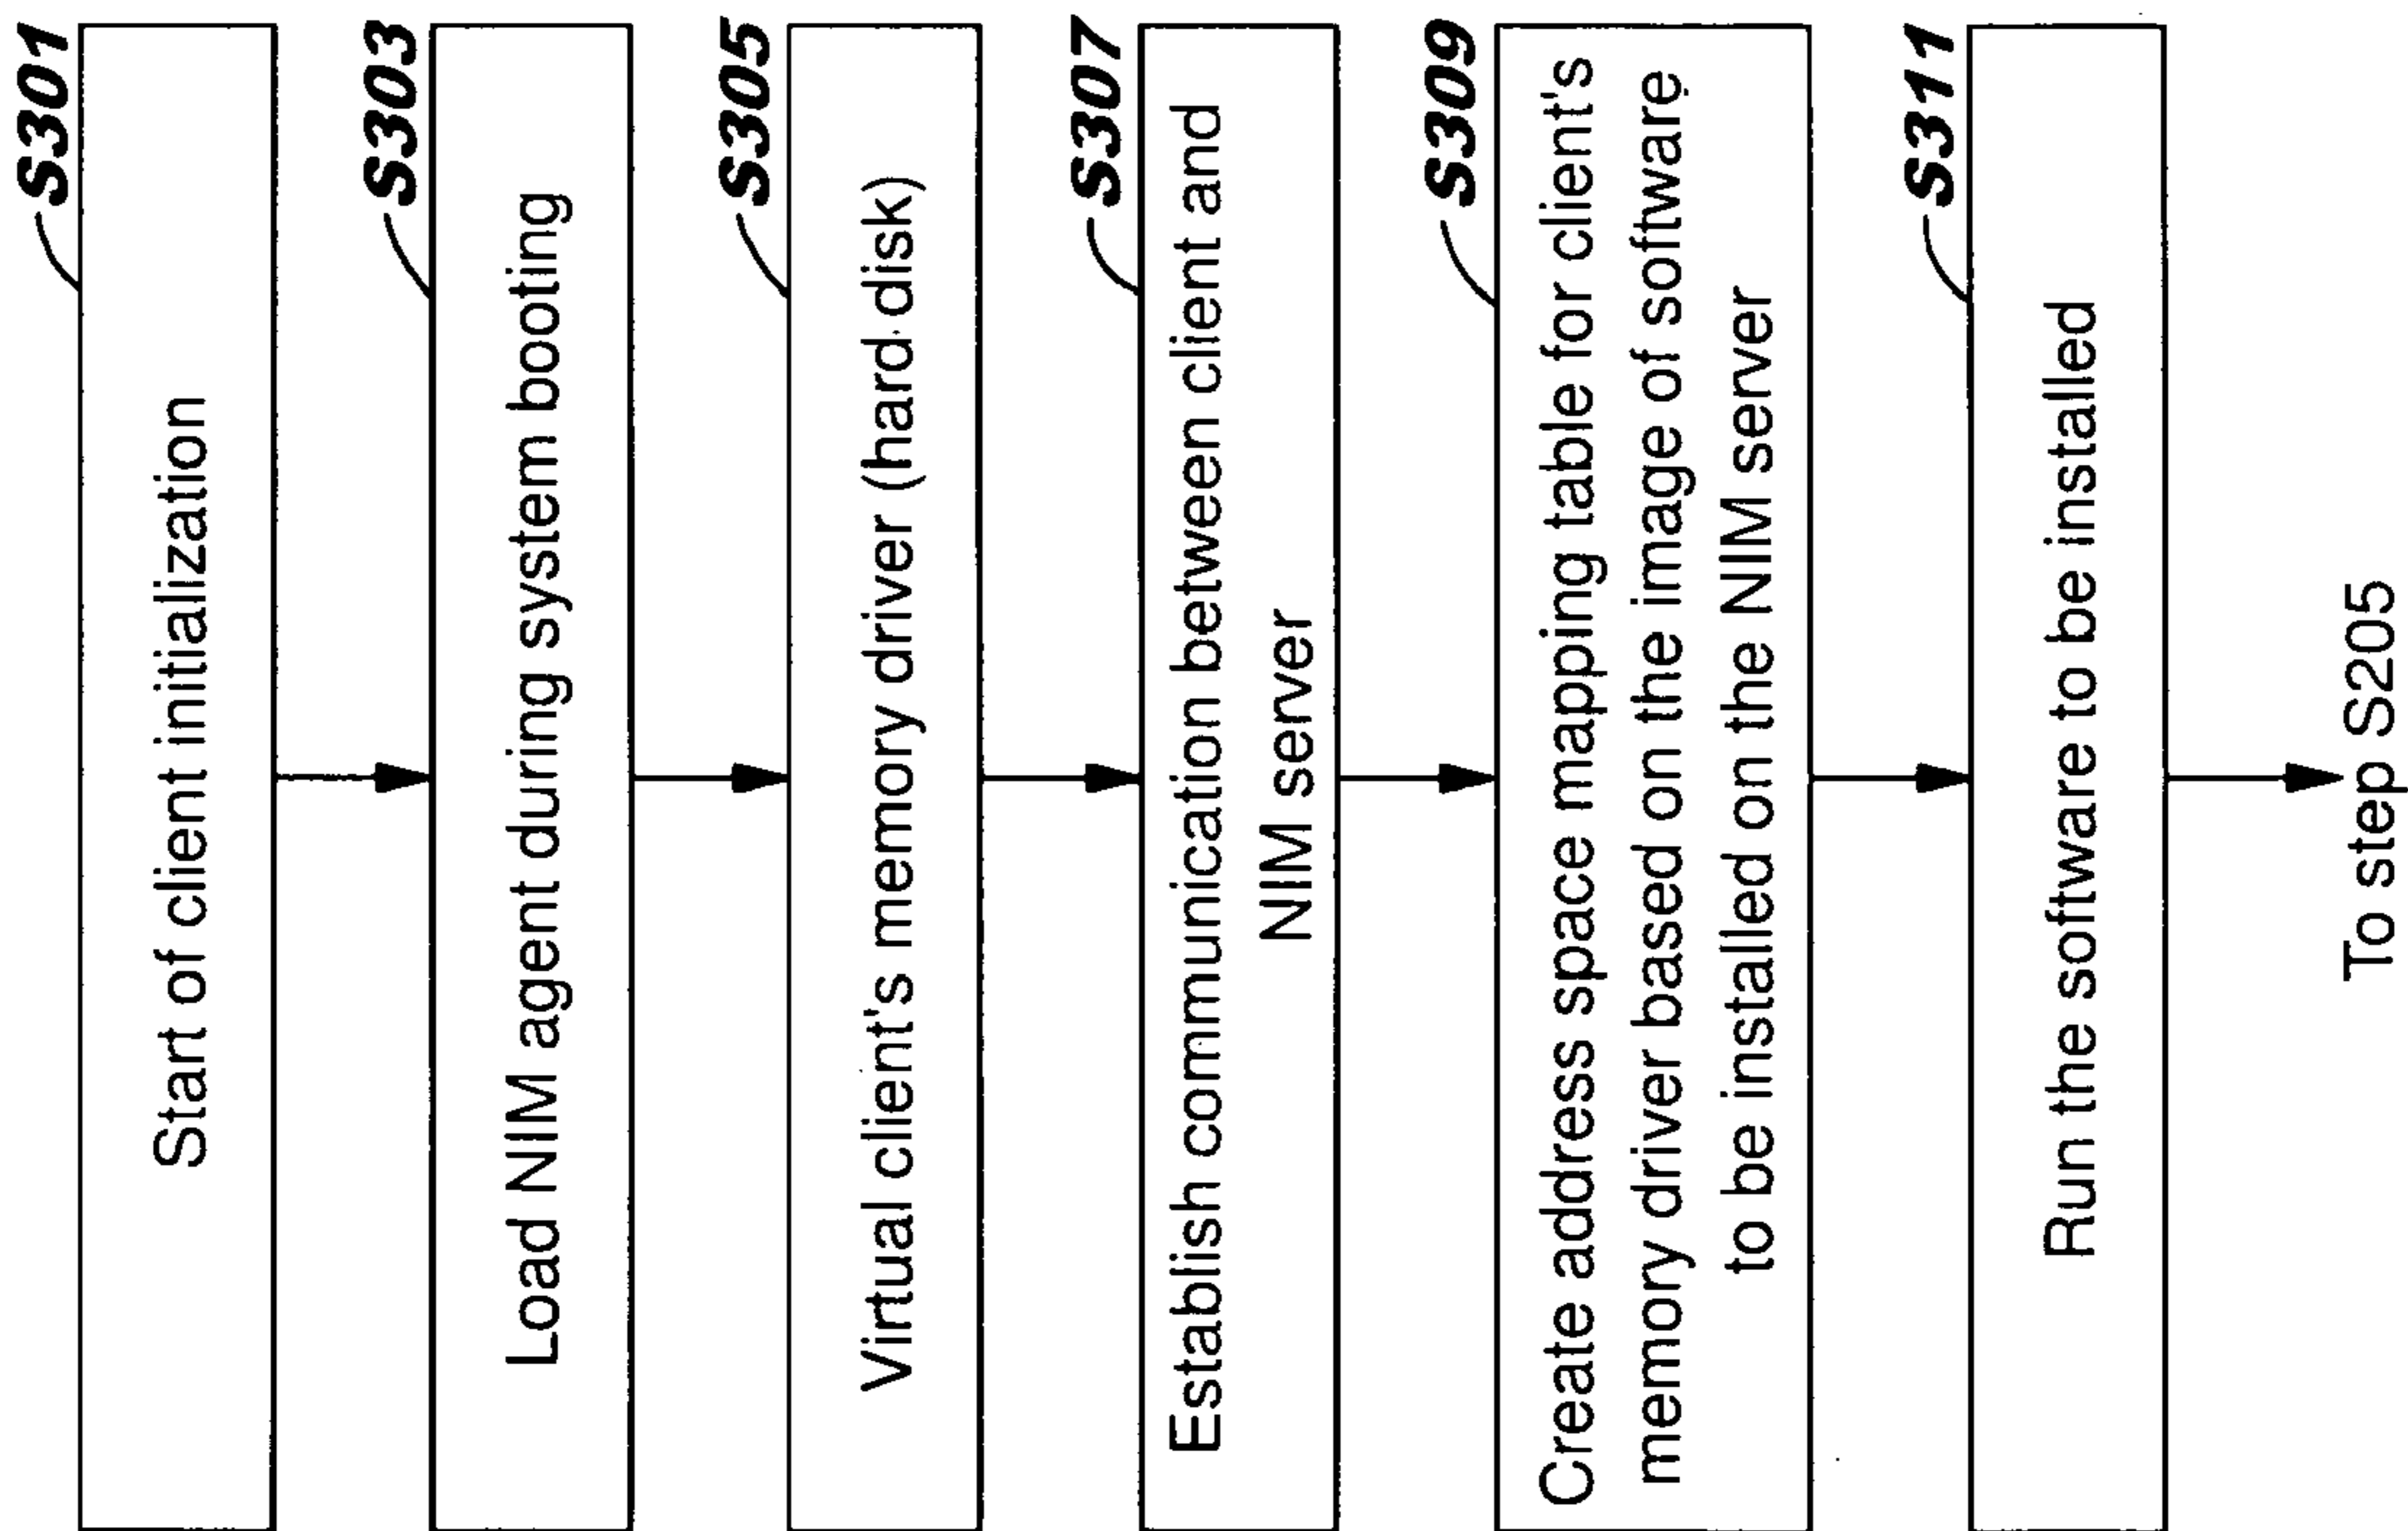 S301
Start of client initialization
S303
Load NIM agent during system booting
S305
Virtual client's memory driver (hard disk)
S307
Establish communication between client and
NIM server
S309
Create address space mapping table for client's
memory driver based on the image of software
to be installed on the NIM server
S311
Run the software to be installed
To step S205